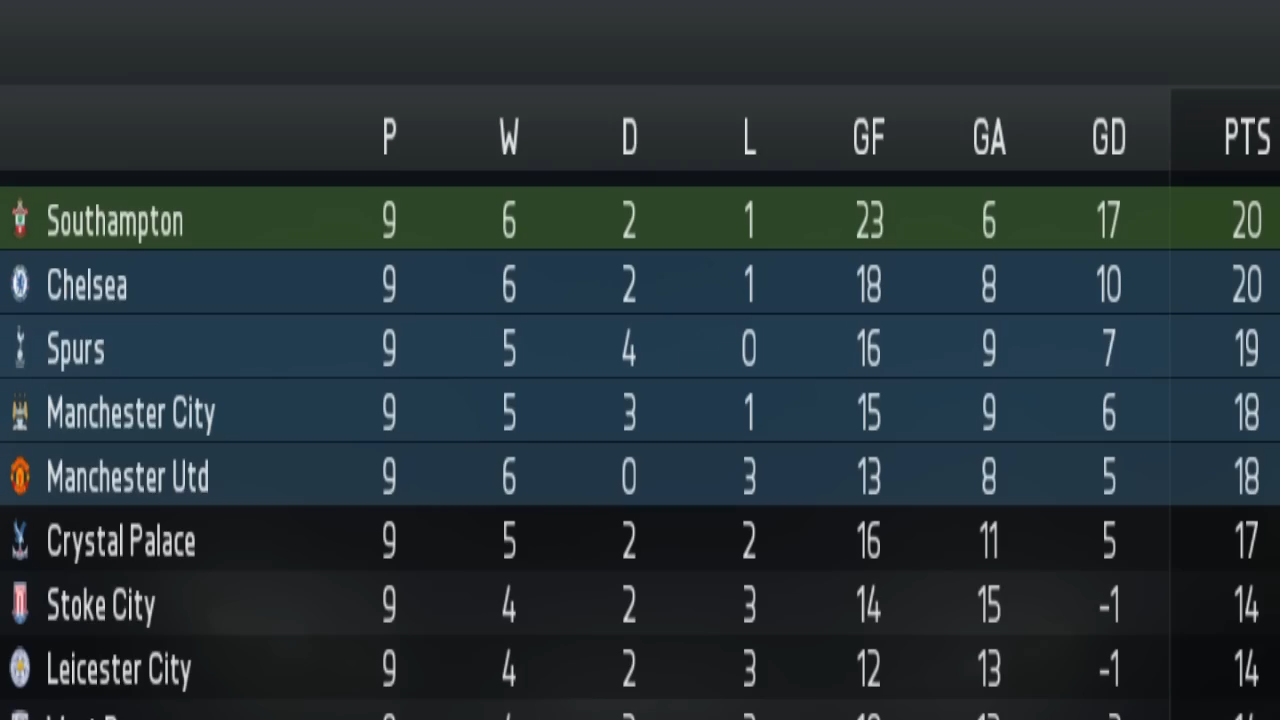 P W D L GF GA GD PTS
Southampton 9 6 2 1 23 6 17 20
Chelsea 9 6 2 1 18 8 10 20
Spurs 9 5 4 0 16 9 7 19
Manchester City 9 5 3 1 15 9 6 18
Manchester Utd 9 6 0 3 13 8 5 18
Crystal Palace 9 5 2 2 16 11 5 17
Stoke City 9 4 2 3 14 15 -1 14
Leicester City 9 4 2 3 12 13 -1 14